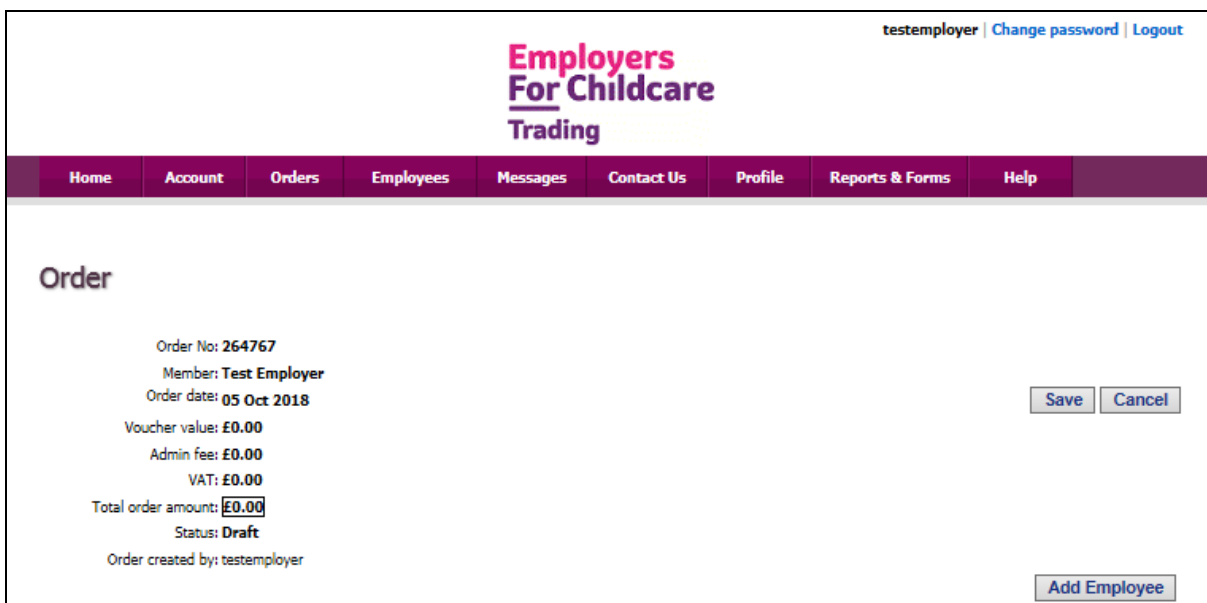 testemployer | Change password | Logout
Employers
For Childcare
Trading
Home Account Orders Employees Messages Contact Us Profile Reports & Forms Help
Order
Order No: 264767
Member: Test Employer
Order date: 05 Oct 2018
Save Cancel
Voucher value: £0.00
Admin fee: £0.00
VAT: £0.00
Total order amount: £0.00
Status: Draft
Order created by: testemployer
Add Employee